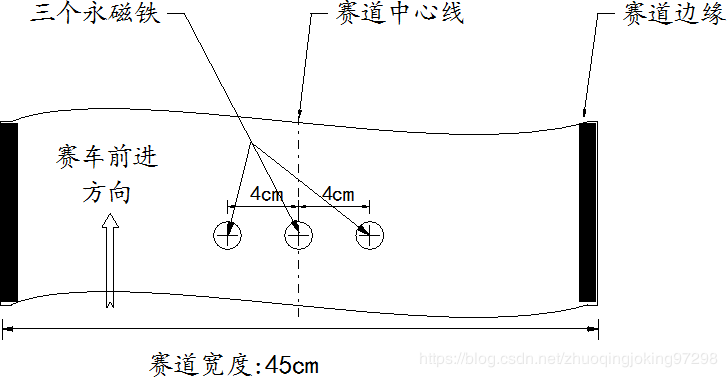 三个永磁铁
赛道中心线
赛道边缘
赛车前进
方向
4cm
4cm
赛道宽度:45cm
https://blog.csdn.net/zhuoqingjoking97298